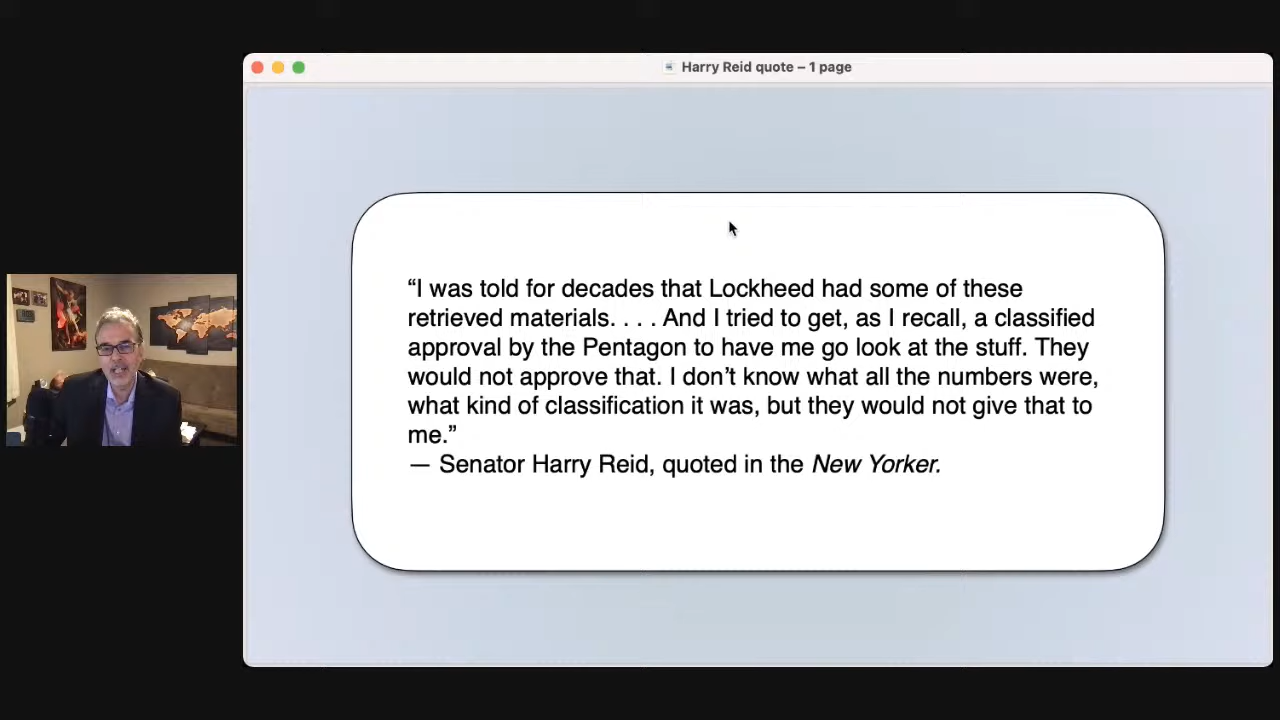 Harry Reid quote – 1 page
“I was told for decades that Lockheed had some of these
retrieved materials. . . . And I tried to get, as I recall, a classified
approval by the Pentagon to have me go look at the stuff. They
would not approve that. I don’t know what all the numbers were,
what kind of classification it was, but they would not give that to
me.”
— Senator Harry Reid, quoted in the New Yorker.